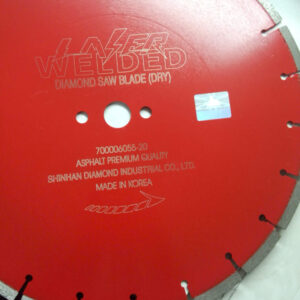 LASER
WELDED
DIAMOND SAW BLADE (DRY)
700006055-20
ASPHALT PREMIUM QUALITY
SHINHAN DIAMOND INDUSTRIAL CO., LTD.
MADE IN KOREA